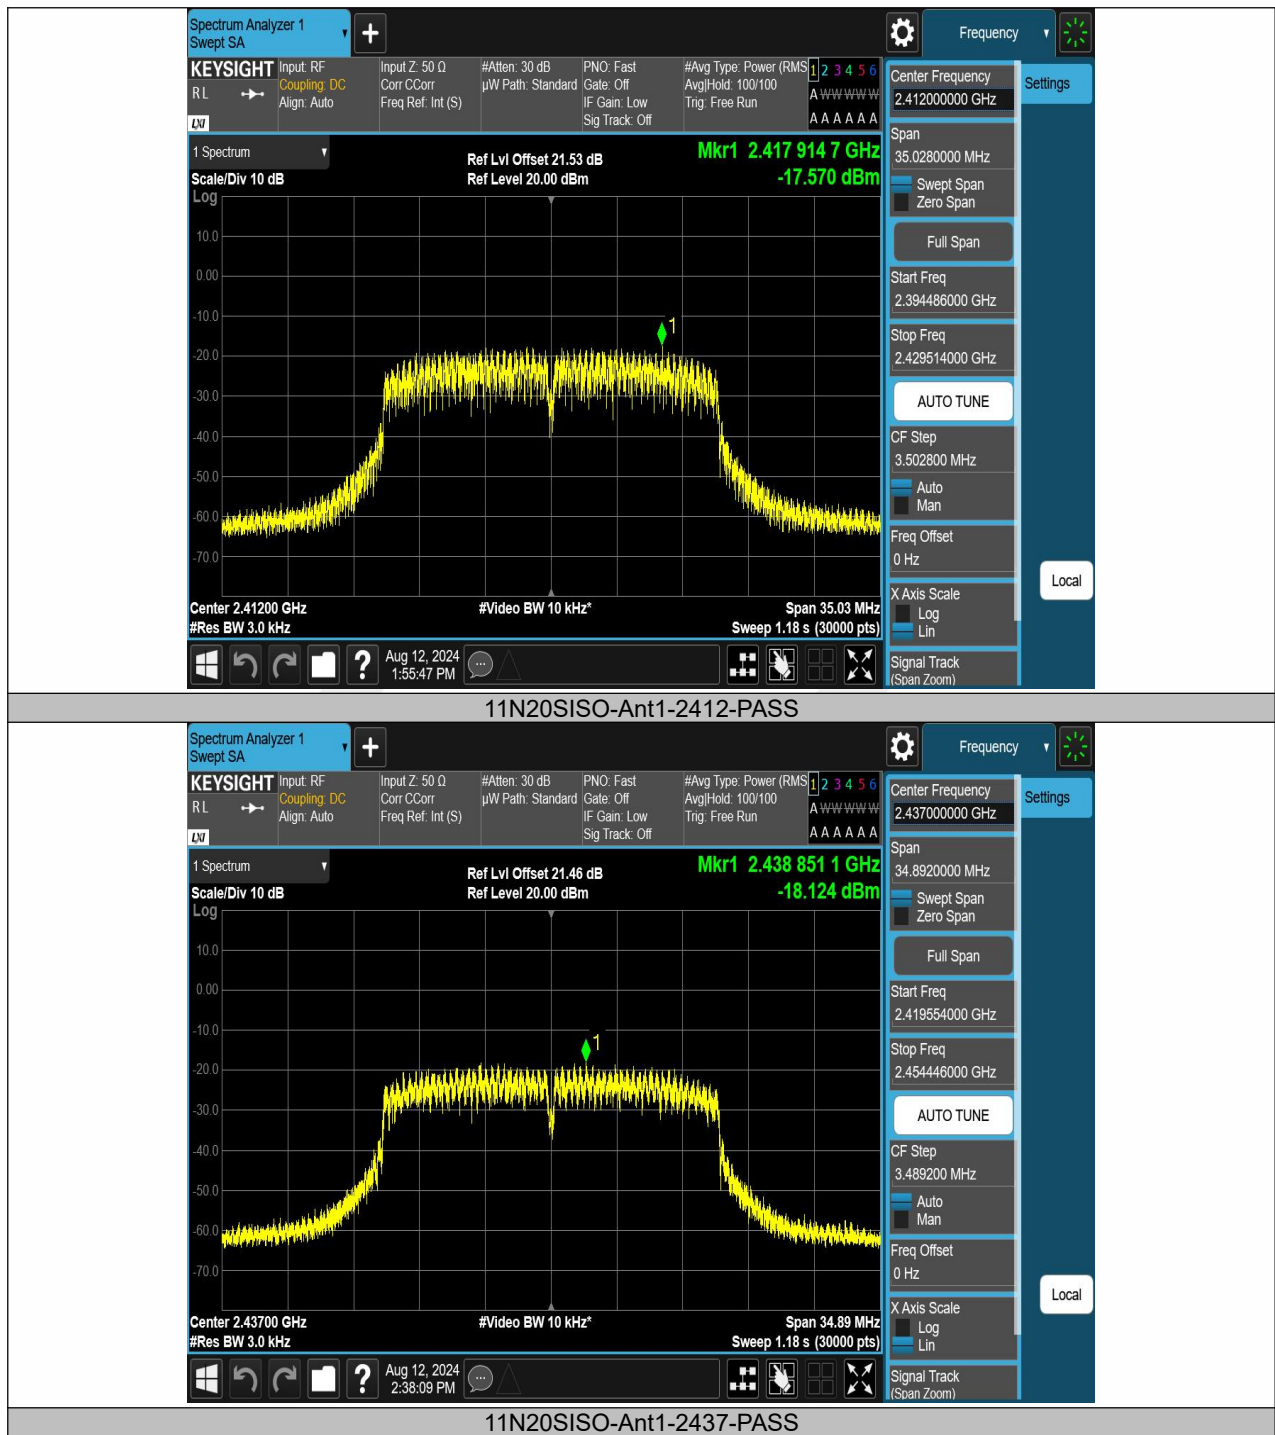 Spectrum Analyzer 1
Swept SA
Frequency
KEYSIGHT
RL
LXI
Input: RF
Coupling: DC
Align: Auto
Input Z: 50 Ω
Corr CCorr
Freq Ref: Int (S)
#Atten: 30 dB
µW Path: Standard
PNO: Fast
Gate: Off
IF Gain: Low
Sig Track: Off
#Avg Type: Power (RMS
Avg|Hold: 100/100
Trig: Free Run
1 2 3 4 5 6
A W W W W W
A A A A A A
Center Frequency
2.412000000 GHz
Settings
Span
35.0280000 MHz
Swept Span
Zero Span
Full Span
Start Freq
2.394486000 GHz
Stop Freq
2.429514000 GHz
AUTO TUNE
CF Step
3.502800 MHz
Auto
Man
Freq Offset
0 Hz
X Axis Scale
Log
Lin
Signal Track
(Span Zoom)
Local
1 Spectrum
Scale/Div 10 dB
Ref Lvl Offset 21.53 dB
Ref Level 20.00 dBm
Mkr1 2.417 914 7 GHz
-17.570 dBm
Log
10.0
0.00
-10.0
-20.0
-30.0
-40.0
-50.0
-60.0
-70.0
1
Center 2.41200 GHz
#Res BW 3.0 kHz
#Video BW 10 kHz*
Span 35.03 MHz
Sweep 1.18 s (30000 pts)
?
Aug 12, 2024
1:55:47 PM
11N20SISO-Ant1-2412-PASS
Spectrum Analyzer 1
Swept SA
Frequency
KEYSIGHT
RL
LXI
Input: RF
Coupling: DC
Align: Auto
Input Z: 50 Ω
Corr CCorr
Freq Ref: Int (S)
#Atten: 30 dB
µW Path: Standard
PNO: Fast
Gate: Off
IF Gain: Low
Sig Track: Off
#Avg Type: Power (RMS
Avg|Hold: 100/100
Trig: Free Run
1 2 3 4 5 6
A W W W W W
A A A A A A
Center Frequency
2.437000000 GHz
Settings
Span
34.8920000 MHz
Swept Span
Zero Span
Full Span
Start Freq
2.419554000 GHz
Stop Freq
2.454446000 GHz
AUTO TUNE
CF Step
3.489200 MHz
Auto
Man
Freq Offset
0 Hz
X Axis Scale
Log
Lin
Signal Track
(Span Zoom)
Local
1 Spectrum
Scale/Div 10 dB
Ref Lvl Offset 21.46 dB
Ref Level 20.00 dBm
Mkr1 2.438 851 1 GHz
-18.124 dBm
Log
10.0
0.00
-10.0
-20.0
-30.0
-40.0
-50.0
-60.0
-70.0
1
Center 2.43700 GHz
#Res BW 3.0 kHz
#Video BW 10 kHz*
Span 34.89 MHz
Sweep 1.18 s (30000 pts)
?
Aug 12, 2024
2:38:09 PM
11N20SISO-Ant1-2437-PASS